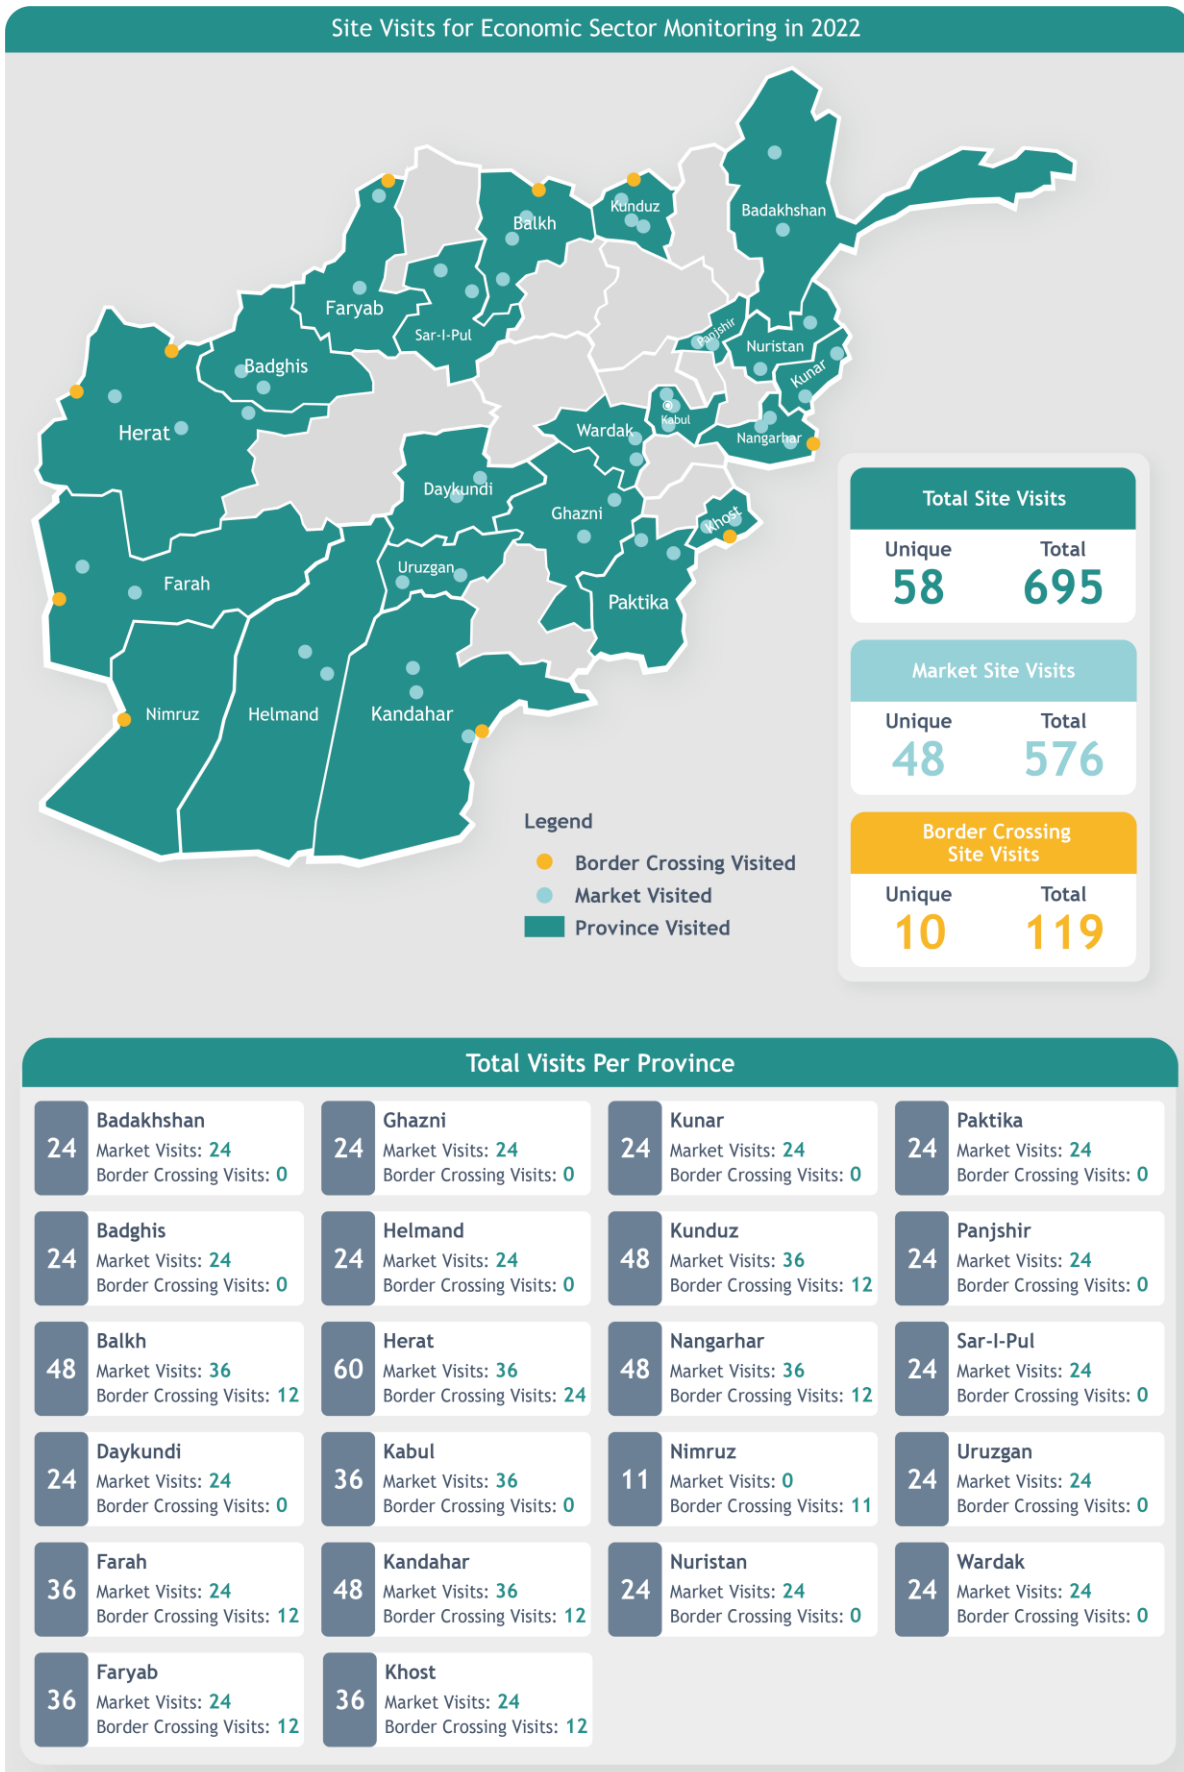 Site Visits for Economic Sector Monitoring in 2022
Badakhshan
Kunduz
Balkh
Faryab
Sar-I-Pul
Panjshir
Nuristan
Badghis
Kunar
Kabul
Herat
Wardak
Nangarhar
Daykundi
Ghazni
Khost
Uruzgan
Farah
Paktika
Nimruz
Helmand
Kandahar
Total Site Visits
Unique Total
58 695
Market Site Visits
Unique Total
48 576
Border Crossing
Site Visits
Unique Total
10 119
Legend
Border Crossing Visited
Market Visited
Province Visited
Total Visits Per Province
24
Badakhshan
Market Visits: 24
Border Crossing Visits: 0
24
Ghazni
Market Visits: 24
Border Crossing Visits: 0
24
Kunar
Market Visits: 24
Border Crossing Visits: 0
24
Paktika
Market Visits: 24
Border Crossing Visits: 0
24
Badghis
Market Visits: 24
Border Crossing Visits: 0
24
Helmand
Market Visits: 24
Border Crossing Visits: 0
48
Kunduz
Market Visits: 36
Border Crossing Visits: 12
24
Panjshir
Market Visits: 24
Border Crossing Visits: 0
48
Balkh
Market Visits: 36
Border Crossing Visits: 12
60
Herat
Market Visits: 36
Border Crossing Visits: 24
48
Nangarhar
Market Visits: 36
Border Crossing Visits: 12
24
Sar-I-Pul
Market Visits: 24
Border Crossing Visits: 0
24
Daykundi
Market Visits: 24
Border Crossing Visits: 0
36
Kabul
Market Visits: 36
Border Crossing Visits: 0
11
Nimruz
Market Visits: 0
Border Crossing Visits: 11
24
Uruzgan
Market Visits: 24
Border Crossing Visits: 0
36
Farah
Market Visits: 24
Border Crossing Visits: 12
48
Kandahar
Market Visits: 36
Border Crossing Visits: 12
24
Nuristan
Market Visits: 24
Border Crossing Visits: 0
24
Wardak
Market Visits: 24
Border Crossing Visits: 0
36
Faryab
Market Visits: 24
Border Crossing Visits: 12
36
Khost
Market Visits: 24
Border Crossing Visits: 12